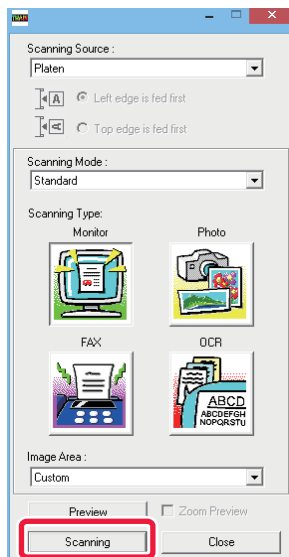 Scanning Source :
Platen
A Left edge is fed first
A Top edge is fed first
Scanning Mode :
Standard
Scanning Type:
Monitor Photo
FAX OCR
ABCD
ABCDEFGH
NOPQRSTU
Image Area :
Custom
Preview Zoom Preview
Scanning Close